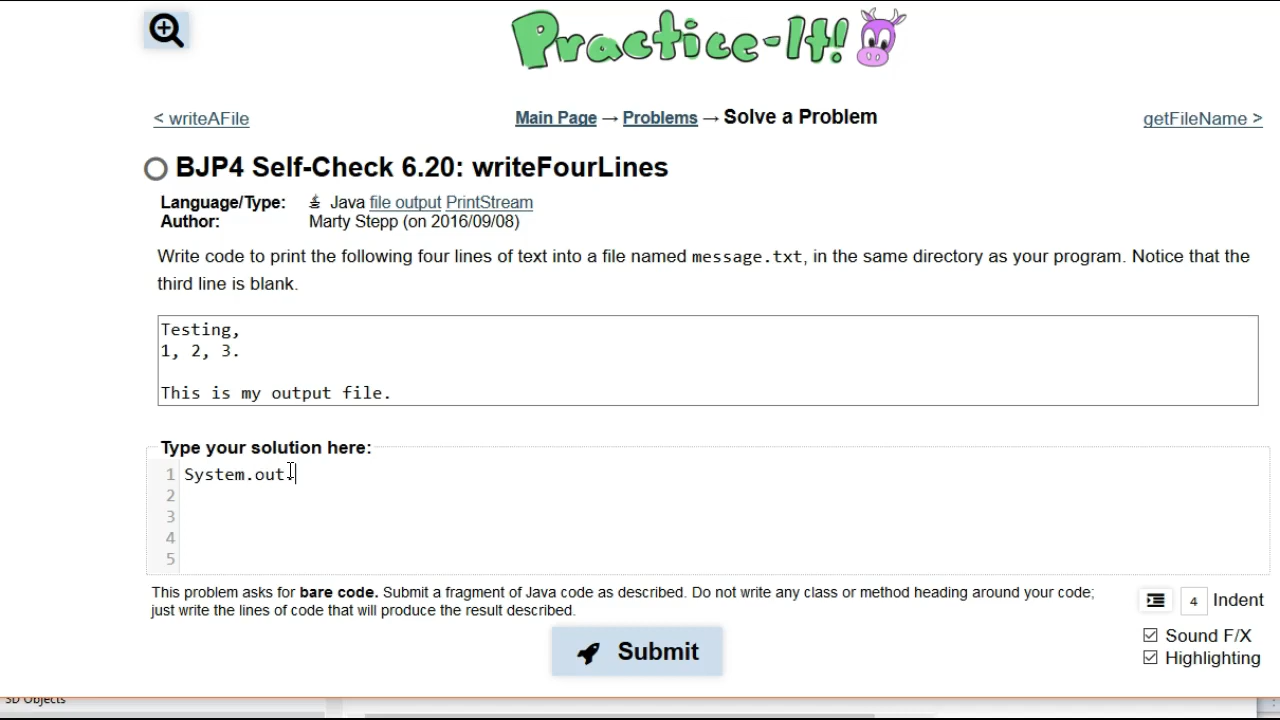 Practice-It!
< writeAFile
Main Page → Problems → Solve a Problem
getFileName >
BJP4 Self-Check 6.20: writeFourLines
Language/Type: Java file output PrintStream
Author: Marty Stepp (on 2016/09/08)
Write code to print the following four lines of text into a file named message.txt, in the same directory as your program. Notice that the
third line is blank.
Testing,
1, 2, 3.
This is my output file.
Type your solution here:
1 System.out.
2
3
4
5
This problem asks for bare code. Submit a fragment of Java code as described. Do not write any class or method heading around your code;
just write the lines of code that will produce the result described.
4 Indent
Submit
Sound F/X
Highlighting
3D Objects